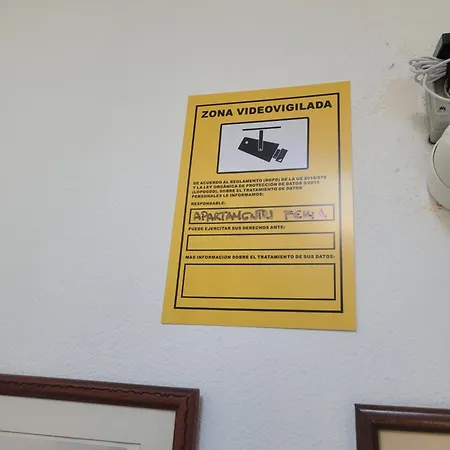 ZONA VIDEOVIGILADA
DE ACUERDO AL REGLAMENTO (RGPD) DE LA UE 2016/679
Y LA LEY ORGÁNICA DE PROTECCIÓN DE DATOS 3/2018
(LOPDGDD), SOBRE EL TRATAMIENTO DE DATOS
PERSONALES LE INFORMAMOS:
RESPONSABLE:
APARTAMENTOS
PUEDE EJERCITAR SUS DERECHOS ANTE:
MAS INFORMACION SOBRE EL TRATAMIENTO DE SUS DATOS: